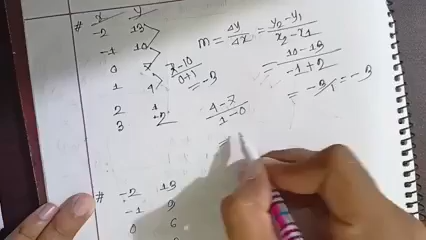 # x y
-2 13
-1 10
0 7
1 4
2 1
3 -2
m = Δy/Δx = (y₂-y₁)/(x₂-x₁)
= (10-13)/(-1+2)
= -3/1 = -3
(7-10)/(0+1) = -3
(4-7)/(1-0)
=
# -2 13
-1 9
0 6